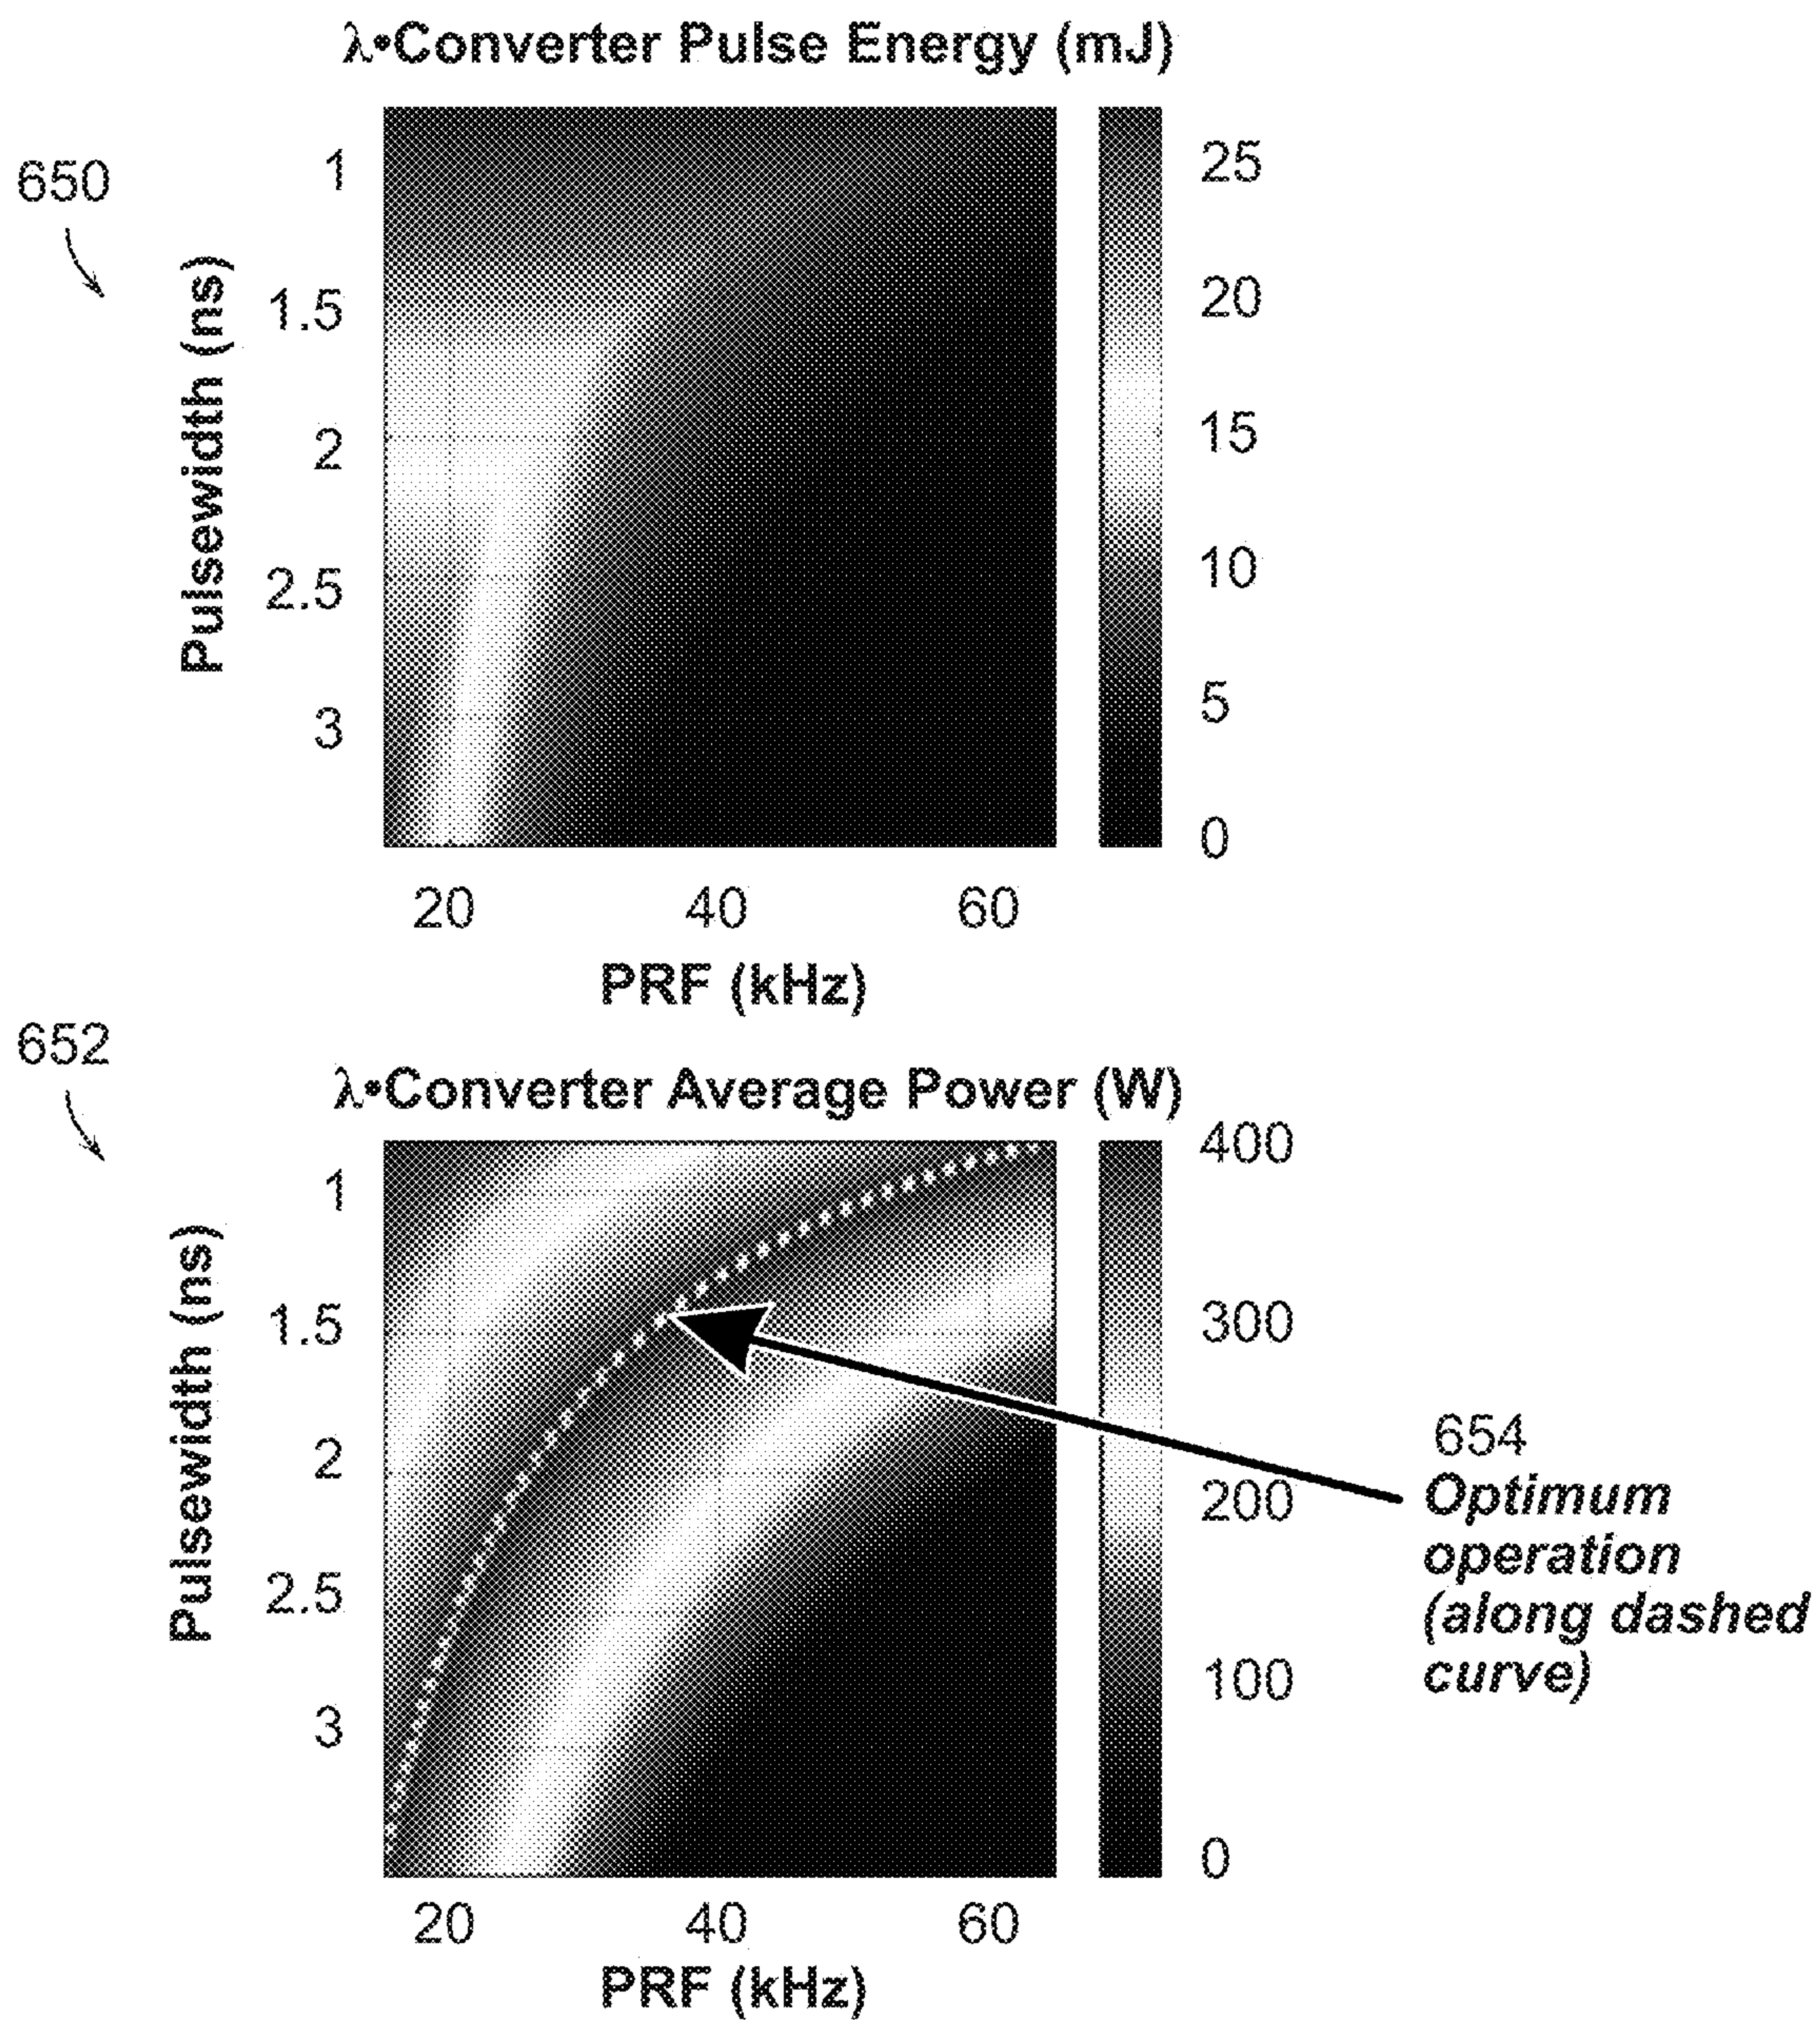 λ•Converter Pulse Energy (mJ)
650
Pulsewidth (ns)
1
1.5
2
2.5
3
25
20
15
10
5
0
20 40 60
PRF (kHz)
652
λ•Converter Average Power (W)
Pulsewidth (ns)
1
1.5
2
2.5
3
400
300
200
100
0
654
Optimum
operation
(along dashed
curve)
20 40 60
PRF (kHz)